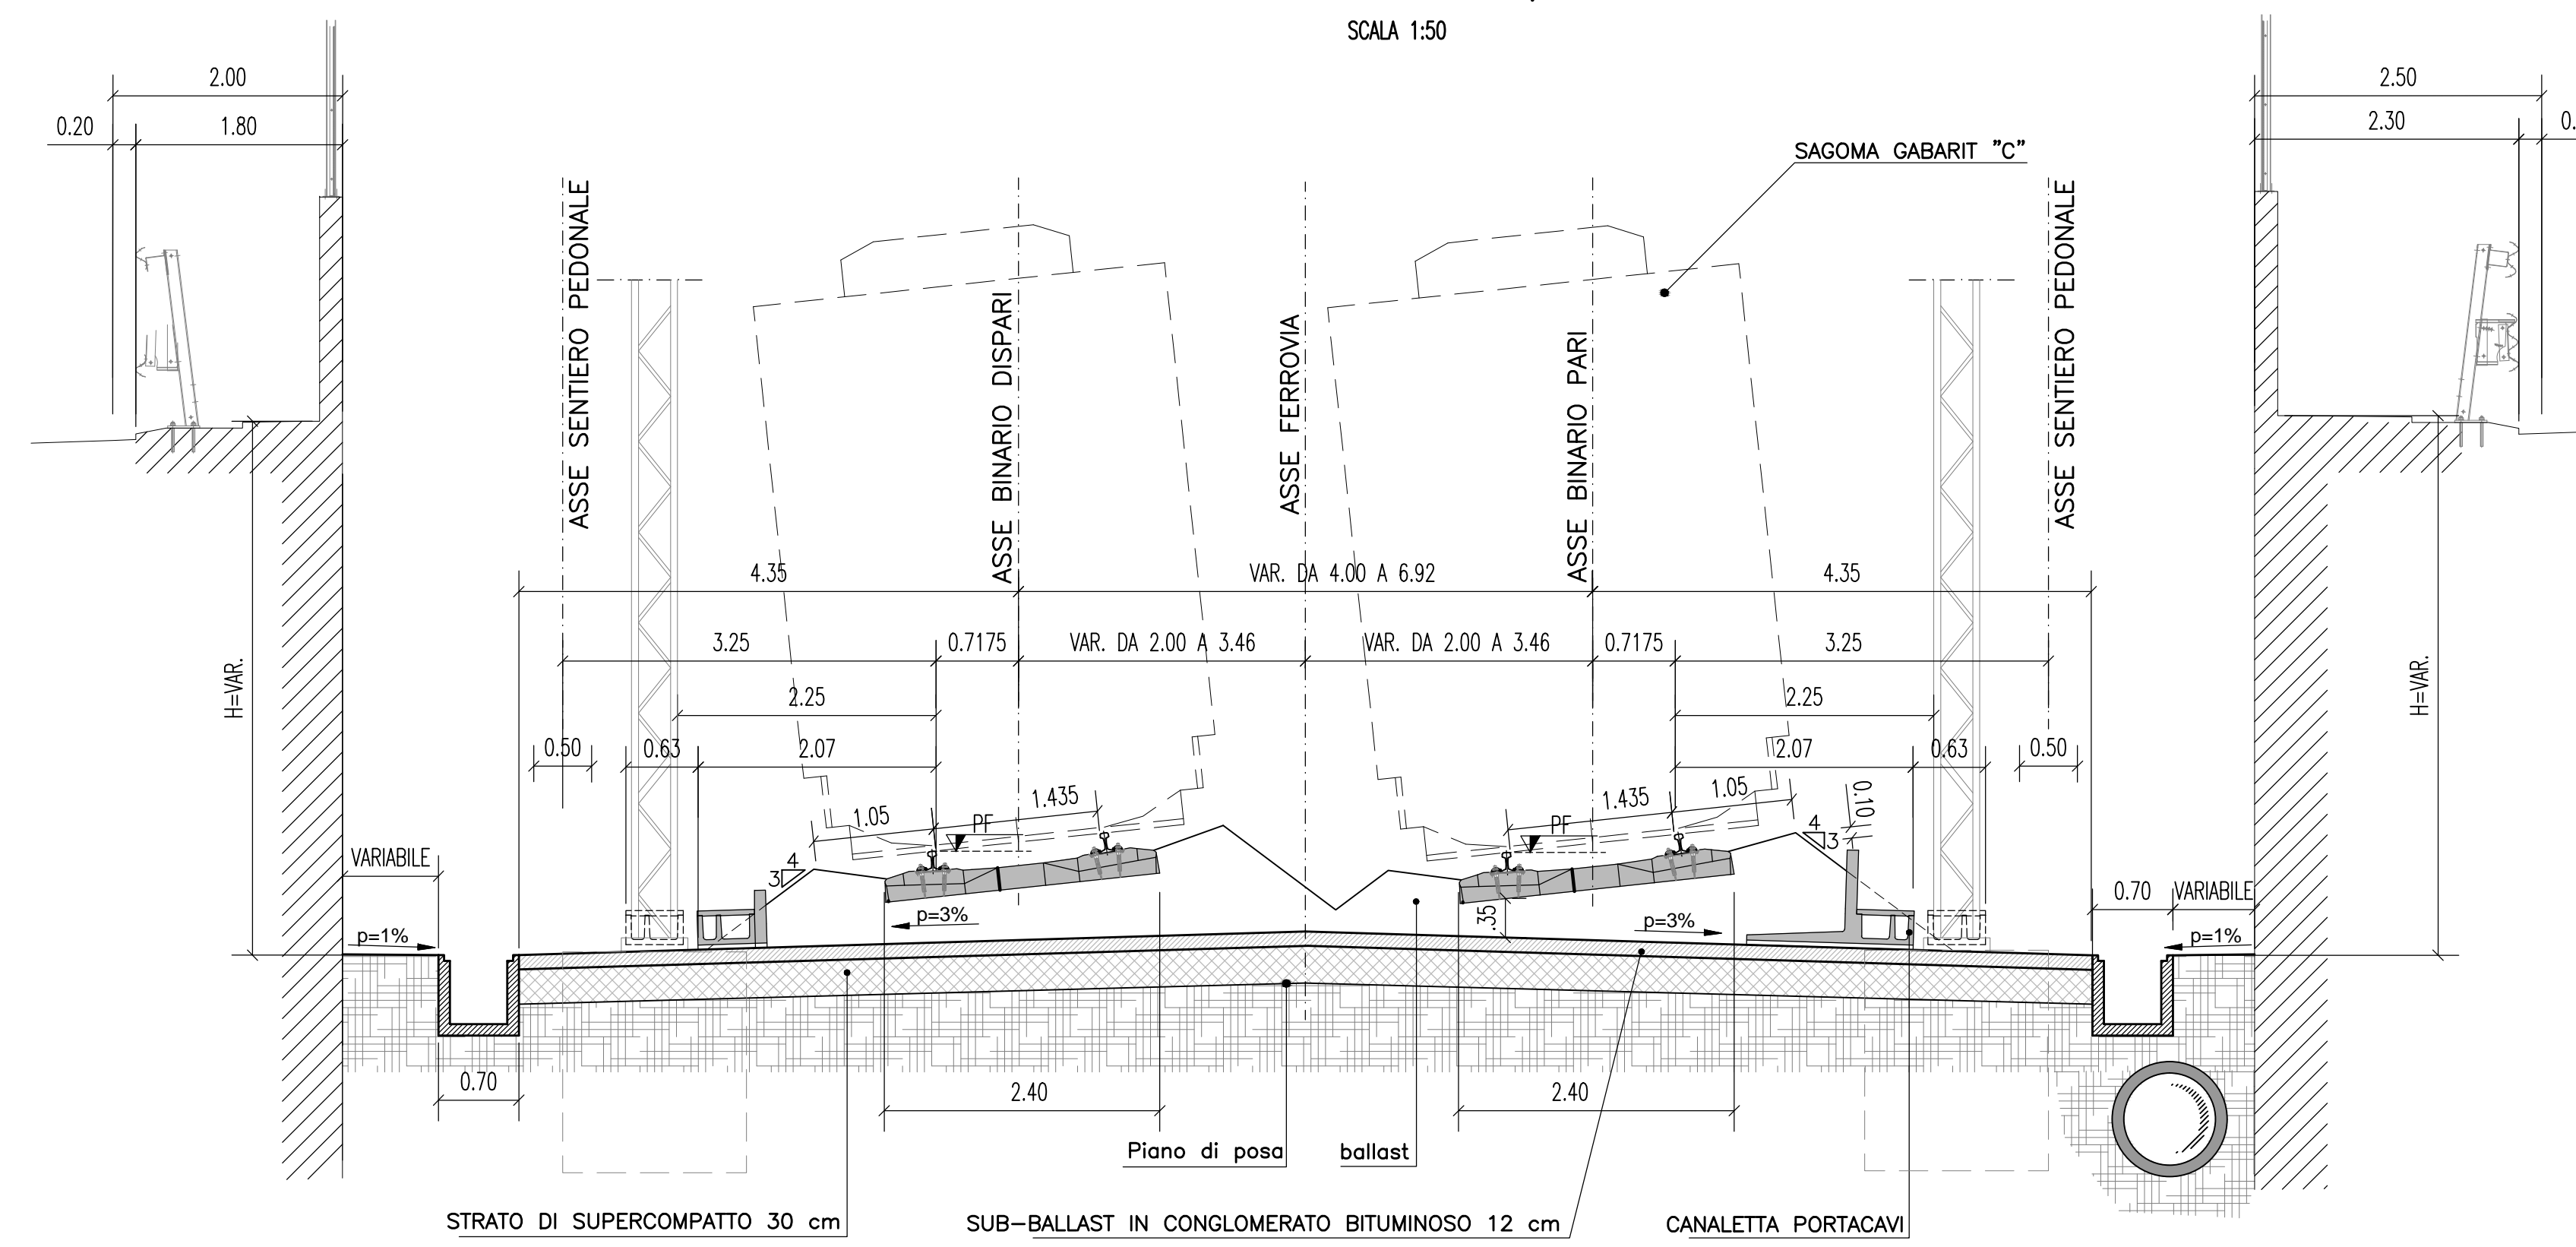 SCALA 1:50
2.00
2.50
0.20
1.80
2.30
0.
SAGOMA GABARIT "C"
ASSE SENTIERO PEDONALE
ASSE BINARIO DISPARI
ASSE FERROVIA
ASSE BINARIO PARI
ASSE SENTIERO PEDONALE
4.35
VAR. DA 4.00 A 6.92
4.35
3.25
0.7175
VAR. DA 2.00 A 3.46
VAR. DA 2.00 A 3.46
0.7175
3.25
H=VAR.
H=VAR.
2.25
2.25
0.50
0.63
2.07
2.07
0.63
0.50
1.05
1.435
1.435
1.05
0.10
PF
PF
4
3
4
3
VARIABILE
0.70
VARIABILE
p=1%
p=3%
.35
p=3%
p=1%
0.70
2.40
2.40
Piano di posa
ballast
STRATO DI SUPERCOMPATTO 30 cm
SUB-BALLAST IN CONGLOMERATO BITUMINOSO 12 cm
CANALETTA PORTACAVI